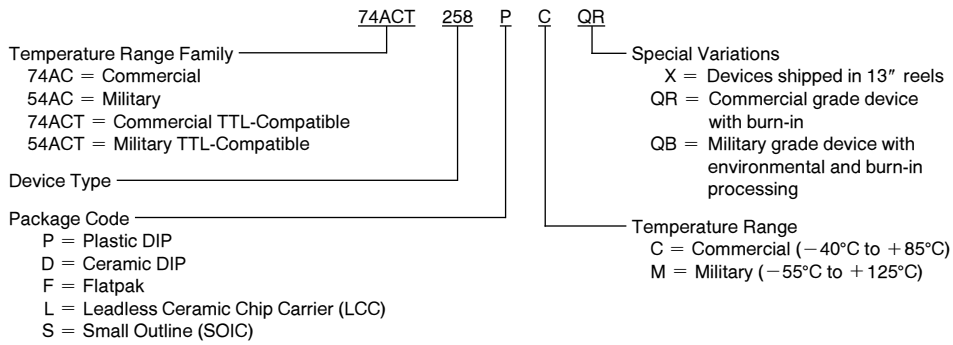 74ACT 258 P C QR
Temperature Range Family
74AC = Commercial
54AC = Military
74ACT = Commercial TTL-Compatible
54ACT = Military TTL-Compatible
Device Type
Package Code
P = Plastic DIP
D = Ceramic DIP
F = Flatpak
L = Leadless Ceramic Chip Carrier (LCC)
S = Small Outline (SOIC)
Special Variations
X = Devices shipped in 13″ reels
QR = Commercial grade device
with burn-in
QB = Military grade device with
environmental and burn-in
processing
Temperature Range
C = Commercial (−40°C to +85°C)
M = Military (−55°C to +125°C)